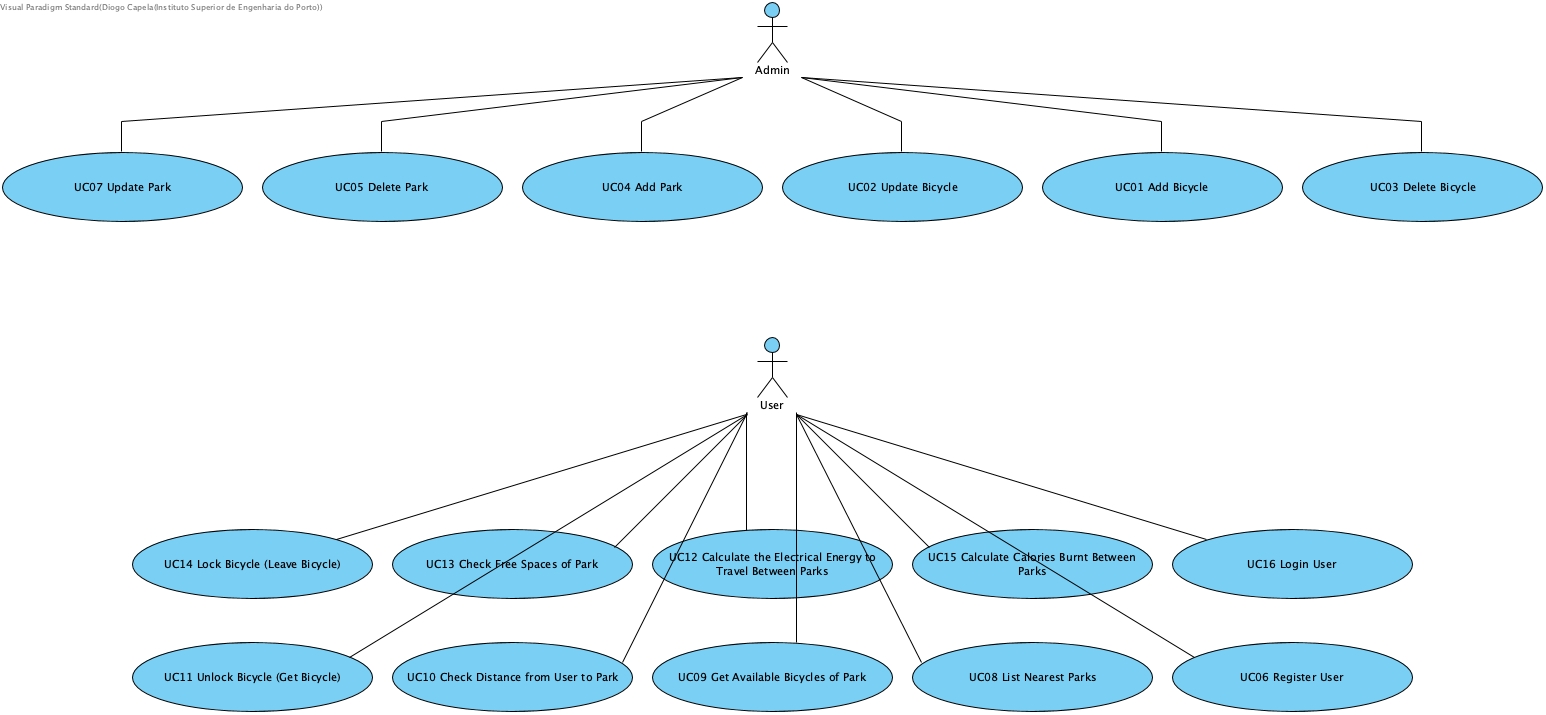 Visual Paradigm Standard(Diogo Capela(Instituto Superior de Engenharia do Porto))
Admin
UC07 Update Park
UC05 Delete Park
UC04 Add Park
UC02 Update Bicycle
UC01 Add Bicycle
UC03 Delete Bicycle
User
UC14 Lock Bicycle (Leave Bicycle)
UC13 Check Free Spaces of Park
UC12 Calculate the Electrical Energy to
Travel Between Parks
UC15 Calculate Calories Burnt Between
Parks
UC16 Login User
UC11 Unlock Bicycle (Get Bicycle)
UC10 Check Distance from User to Park
UC09 Get Available Bicycles of Park
UC08 List Nearest Parks
UC06 Register User